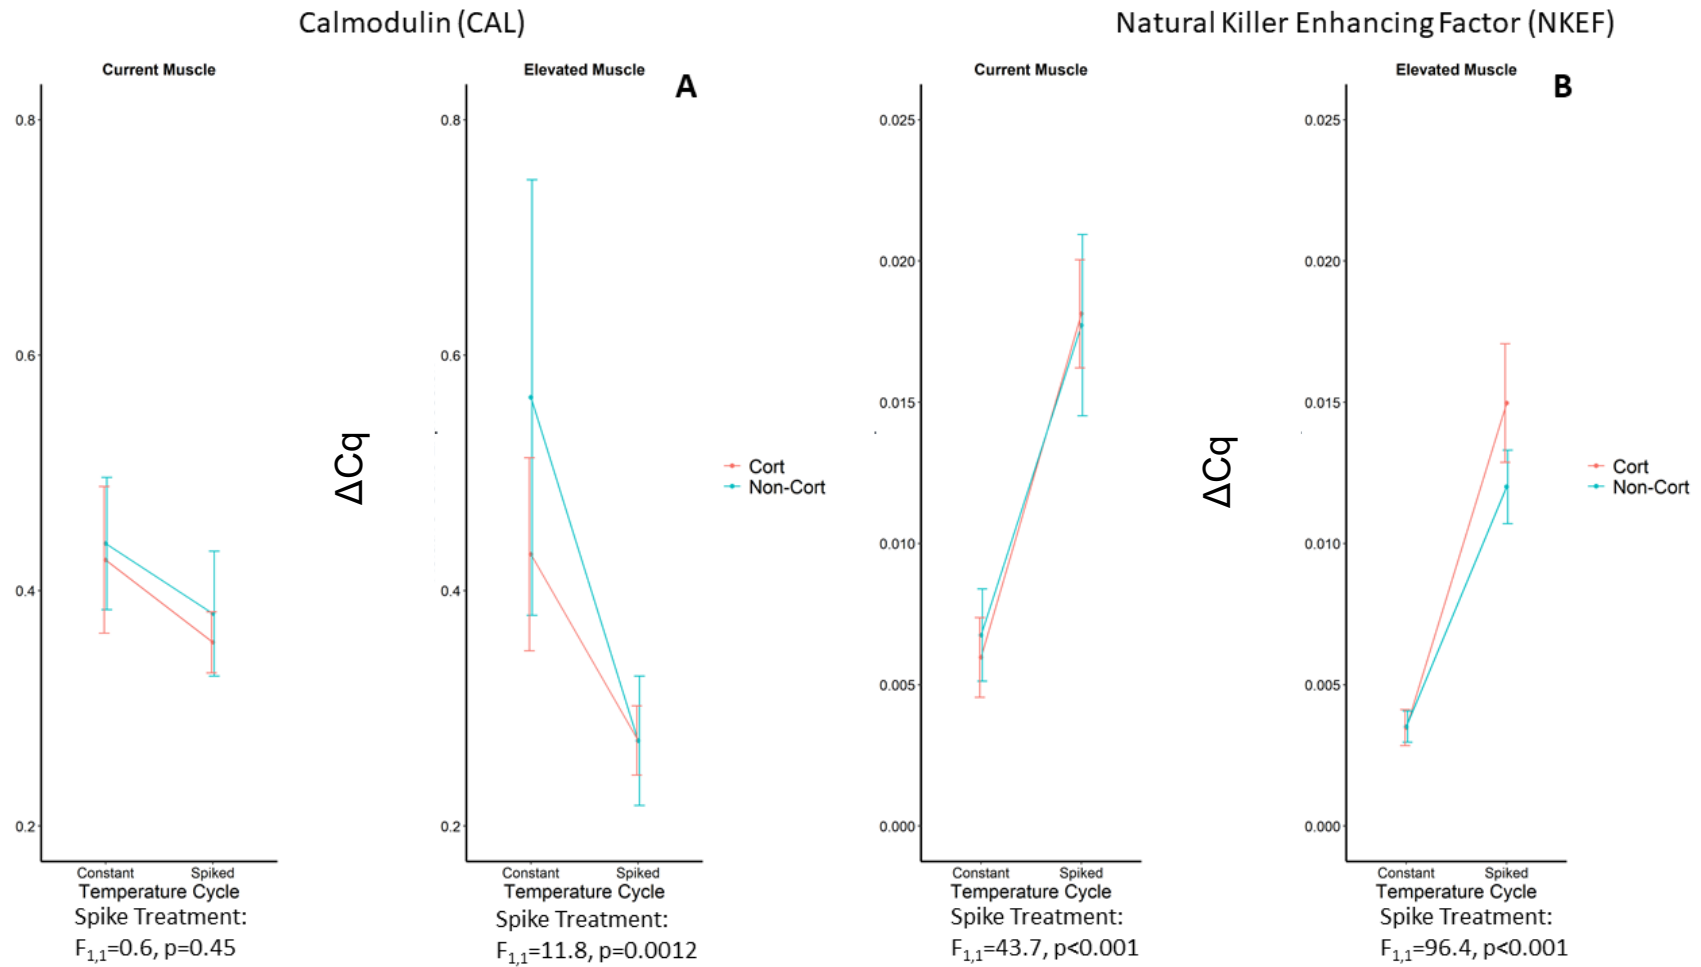 Calmodulin (CAL)
Natural Killer Enhancing Factor (NKEF)
Current Muscle
Elevated Muscle
A
Current Muscle
Elevated Muscle
B
0.8
0.6
0.4
0.2
ΔCq
0.8
0.6
0.4
0.2
Cort
Non-Cort
0.025
0.020
0.015
0.010
0.005
0.000
ΔCq
0.025
0.020
0.015
0.010
0.005
0.000
Cort
Non-Cort
Constant Spiked
Temperature Cycle
Spike Treatment:
F1,1=0.6, p=0.45
Constant Spiked
Temperature Cycle
Spike Treatment:
F1,1=11.8, p=0.0012
Constant Spiked
Temperature Cycle
Spike Treatment:
F1,1=43.7, p<0.001
Constant Spiked
Temperature Cycle
Spike Treatment:
F1,1=96.4, p<0.001